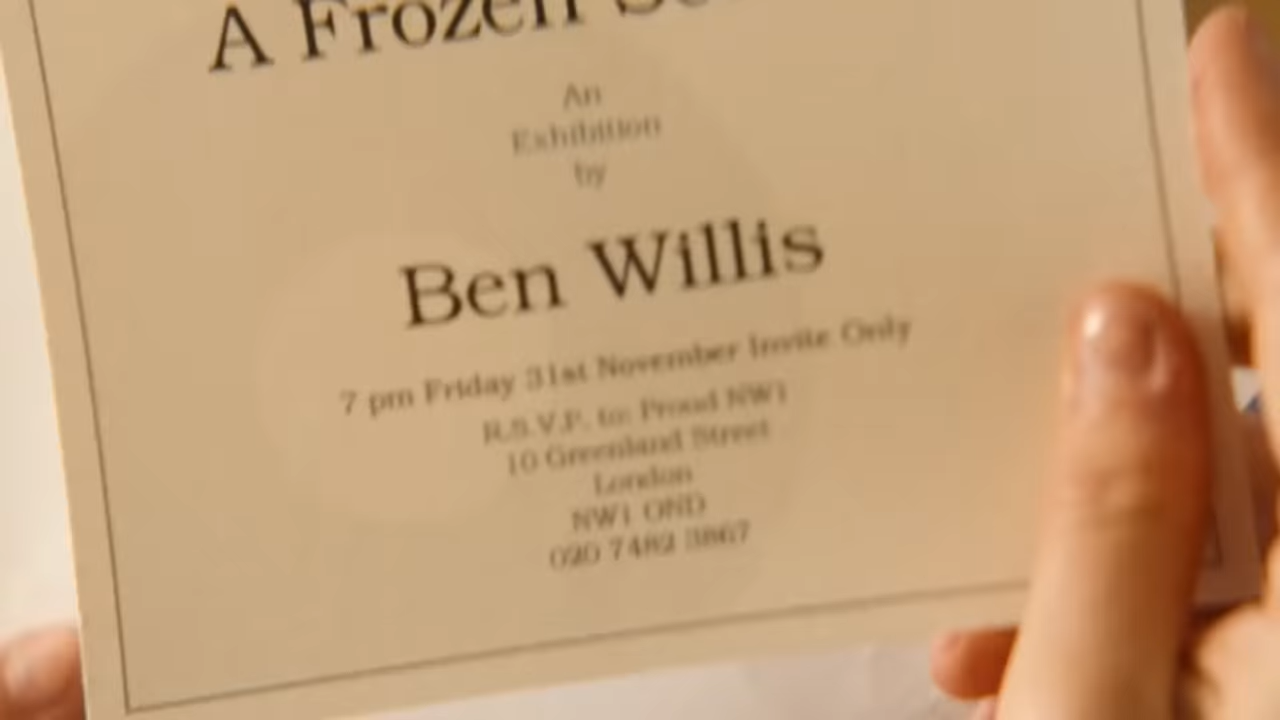 A Frozen
An
Exhibition
by
Ben Willis
7 pm Friday 31st November Invite Only
R.S.V.P. to: Proud NW1
10 Greenland Street
London
NW1 OND
020 7482 3867